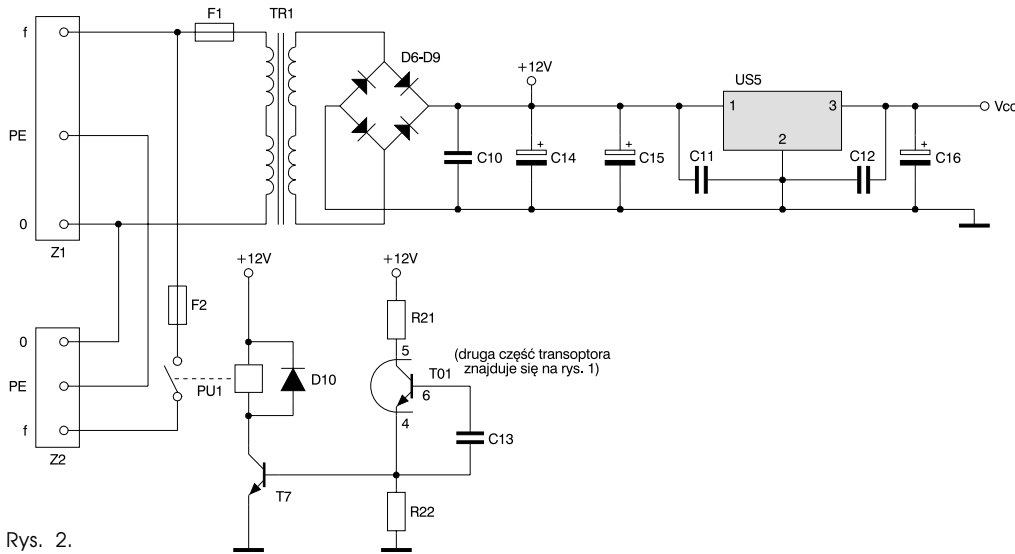 f
F1
TR1
D6-D9
+12V
US5
1
3
2
Vcc
PE
C10
+
C14
+
C15
C11
C12
+
C16
0
Z1
+12V
+12V
F2
R21
0
5
(druga część transoptora
znajduje się na rys. 1)
T01
PE
PU1
D10
6
4
f
C13
Z2
T7
R22
Rys. 2.